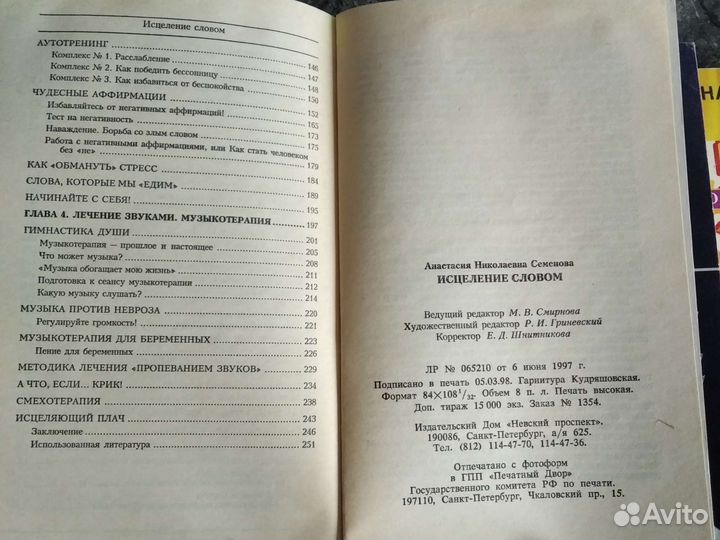 Исцеление словом
АУТОТРЕНИНГ 146
Комплекс № 1. Расслабление 147
Комплекс № 2. Как победить бессонницу 148
Комплекс № 3. Как избавиться от беспокойства 150
ЧУДЕСНЫЕ АФФИРМАЦИИ 152
Избавляйтесь от негативных аффирмаций! 165
Тест на негативность 173
Наваждение. Борьба со злым словом 175
Работа с негативными аффирмациями, или Как стать человеком
без «не» 179
КАК «ОБМАНУТЬ» СТРЕСС 184
СЛОВА, КОТОРЫЕ МЫ «ЕДИМ» 189
НАЧИНАЙТЕ С СЕБЯ! 195
ГЛАВА 4. ЛЕЧЕНИЕ ЗВУКАМИ. МУЗЫКОТЕРАПИЯ 197
ГИМНАСТИКА ДУШИ 201
Музыкотерапия — прошлое и настоящее 205
Что может музыка? 208
«Музыка обогащает мою жизнь» 211
Подготовка к сеансу музыкотерапии 212
Какую музыку слушать? 214
МУЗЫКА ПРОТИВ НЕВРОЗА 220
Регулируйте громкость! 221
МУЗЫКОТЕРАПИЯ ДЛЯ БЕРЕМЕННЫХ 225
Пение для беременных 226
МЕТОДИКА ЛЕЧЕНИЯ «ПРОПЕВАНИЕМ ЗВУКОВ» 229
А ЧТО, ЕСЛИ... КРИК! 234
СМЕХОТЕРАПИЯ 238
ИСЦЕЛЯЮЩИЙ ПЛАЧ 243
Заключение 246
Использованная литература 251
Анастасия Николаевна Семенова
ИСЦЕЛЕНИЕ СЛОВОМ
Ведущий редактор М. В. Смирнова
Художественный редактор Р. И. Гриневский
Корректор Е. Д. Шнитникова
ЛР № 065210 от 6 июня 1997 г.
Подписано в печать 05.03.98. Гарнитура Кудряшовская.
Формат 84×108 1/32. Объем 8 п. л. Печать высокая.
Доп. тираж 15 000 экз. Заказ № 1354.
Издательский Дом «Невский проспект».
190086, Санкт-Петербург, а/я 625.
Тел. (812) 114-47-70, 114-47-36.
Отпечатано с фотоформ
в ГПП «Печатный Двор»
Государственного комитета РФ по печати.
197110, Санкт-Петербург, Чкаловский пр., 15.
НА
Avito